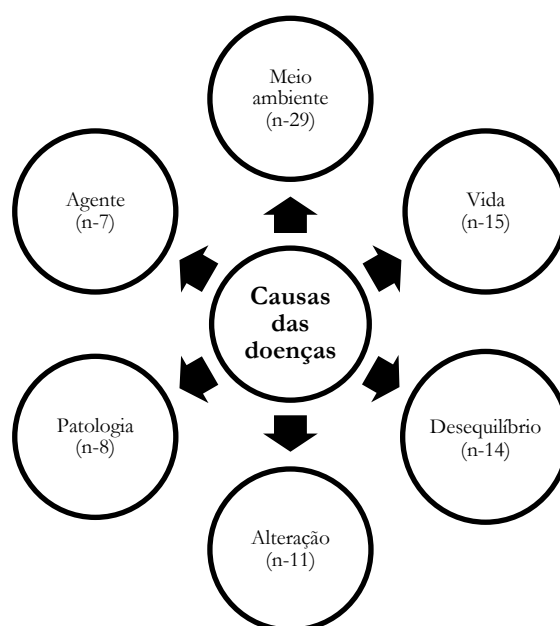 Meio
ambiente
(n-29)
Agente
(n-7)
Vida
(n-15)
Causas
das
doenças
Patologia
(n-8)
Desequilíbrio
(n-14)
Alteração
(n-11)